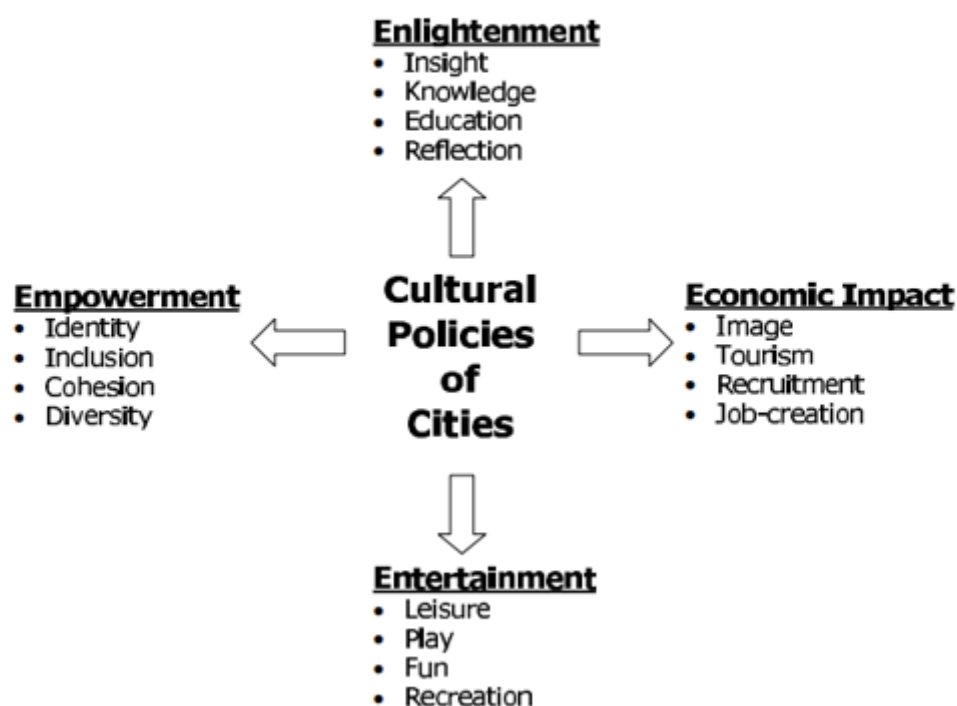 Enlightenment
• Insight
• Knowledge
• Education
• Reflection
Empowerment
• Identity
• Inclusion
• Cohesion
• Diversity
Cultural
Policies
of
Cities
Economic Impact
• Image
• Tourism
• Recruitment
• Job-creation
Entertainment
• Leisure
• Play
• Fun
• Recreation